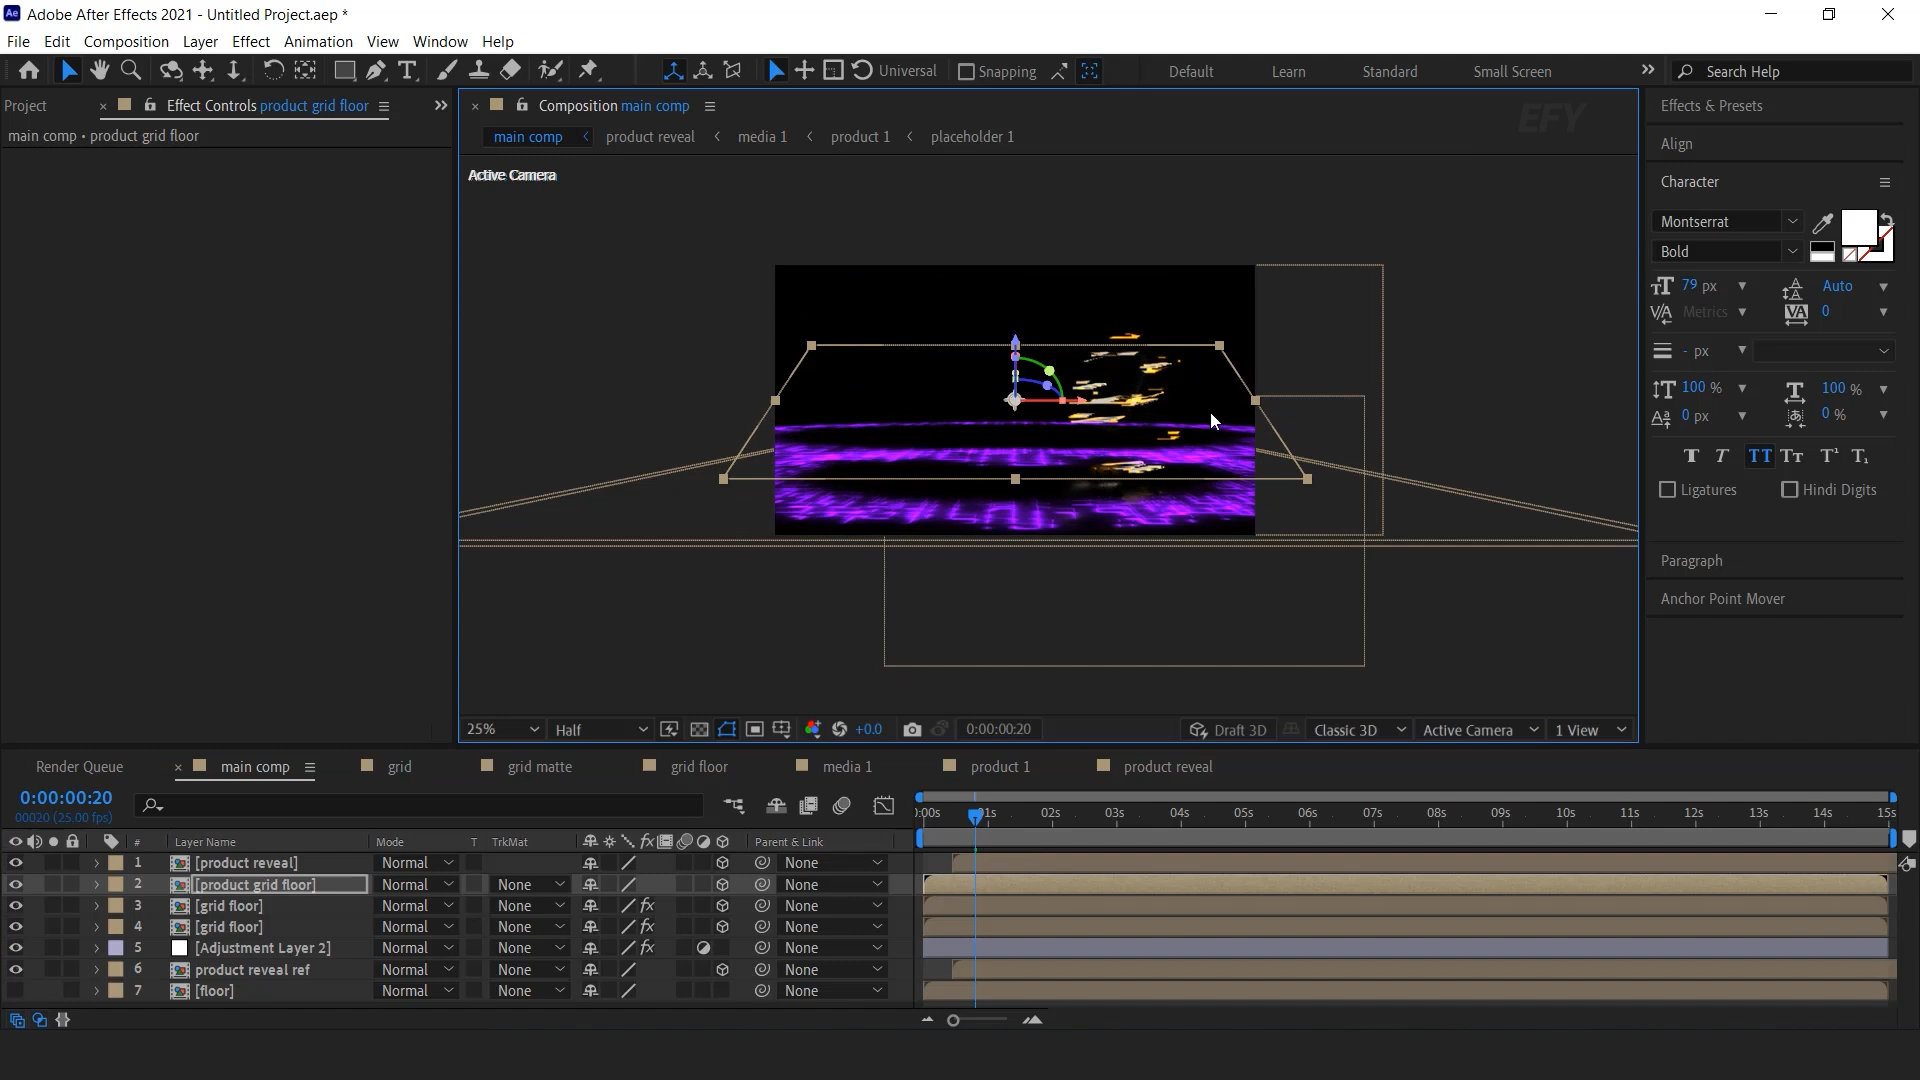 Adobe After Effects 2021 - Untitled Project.aep *
File Edit Composition Layer Effect Animation View Window Help
Universal Snapping Default Learn Standard Small Screen Search Help
Project Effect Controls product grid floor
main comp • product grid floor
Composition main comp
EFY
main comp product reveal media 1 product 1 placeholder 1
Active Camera
Effects & Presets
Align
Character
Montserrat
Bold
79 px Auto
Metrics 0
- px
100 % 100 %
0 px 0 %
Ligatures Hindi Digits
Paragraph
Anchor Point Mover
25% Half +0.0 0:00:00:20 Draft 3D Classic 3D Active Camera 1 View
Render Queue main comp grid grid matte grid floor media 1 product 1 product reveal
0:00:00:20
00020 (25.00 fps)
):00s 01s 02s 03s 04s 05s 06s 07s 08s 09s 10s 11s 12s 13s 14s 15s
# Layer Name Mode T TrkMat Parent & Link
1 [product reveal] Normal None
2 [product grid floor] Normal None None
3 [grid floor] Normal None None
4 [grid floor] Normal None None
5 [Adjustment Layer 2] Normal None None
6 product reveal ref Normal None None
7 [floor] Normal None None